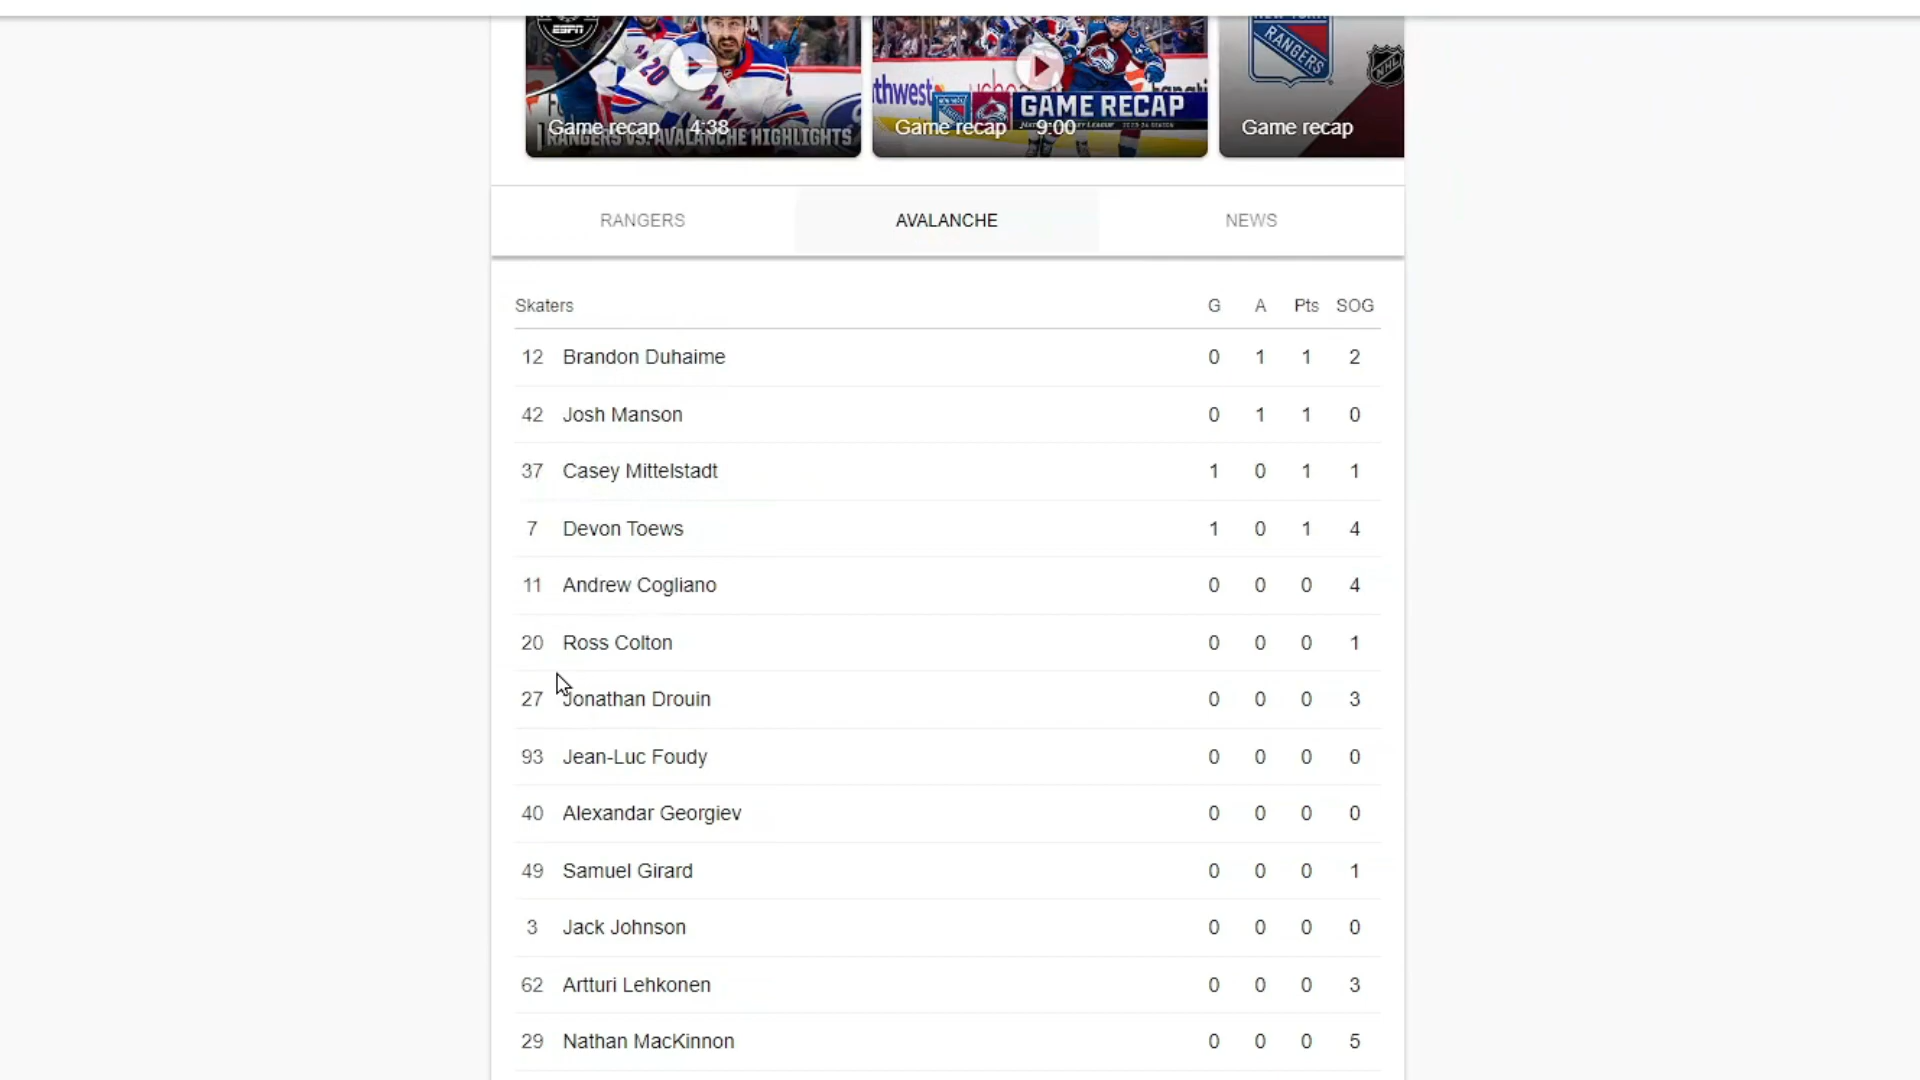 ESPN
20
Game recap 4:38
RANGERS VS. AVALANCHE HIGHLIGHTS
thwest
GAME RECAP
Game recap 9:00
NEW YORK
RANGERS
NHL
Game recap
RANGERS AVALANCHE NEWS
Skaters G A Pts SOG
12 Brandon Duhaime 0 1 1 2
42 Josh Manson 0 1 1 0
37 Casey Mittelstadt 1 0 1 1
7 Devon Toews 1 0 1 4
11 Andrew Cogliano 0 0 0 4
20 Ross Colton 0 0 0 1
27 Jonathan Drouin 0 0 0 3
93 Jean-Luc Foudy 0 0 0 0
40 Alexandar Georgiev 0 0 0 0
49 Samuel Girard 0 0 0 1
3 Jack Johnson 0 0 0 0
62 Artturi Lehkonen 0 0 0 3
29 Nathan MacKinnon 0 0 0 5